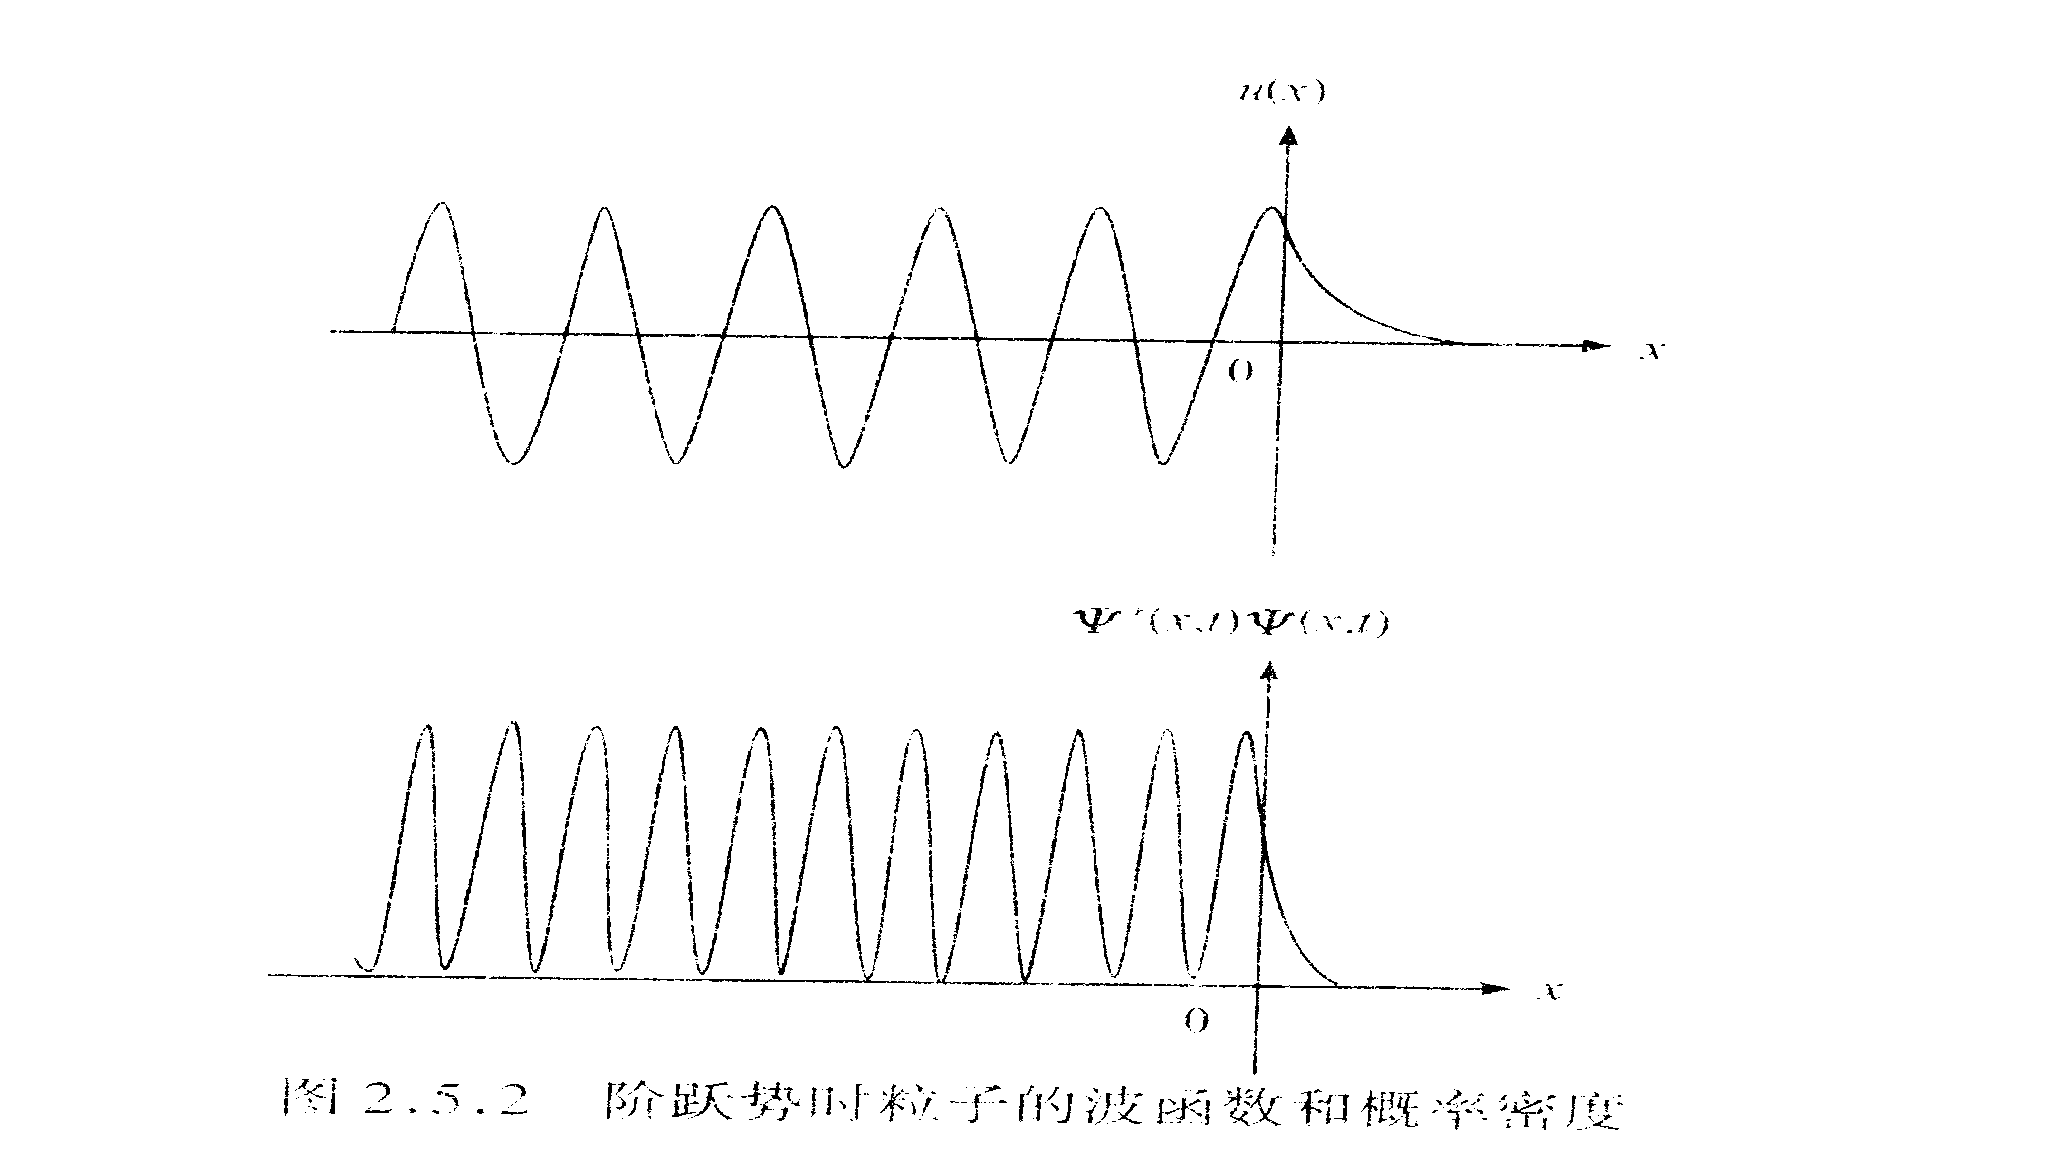 u(x)
x
0
Ψ*(x,t)Ψ(x,t)
x
0
图2.5.2 阶跃势时粒子的波函数和概率密度